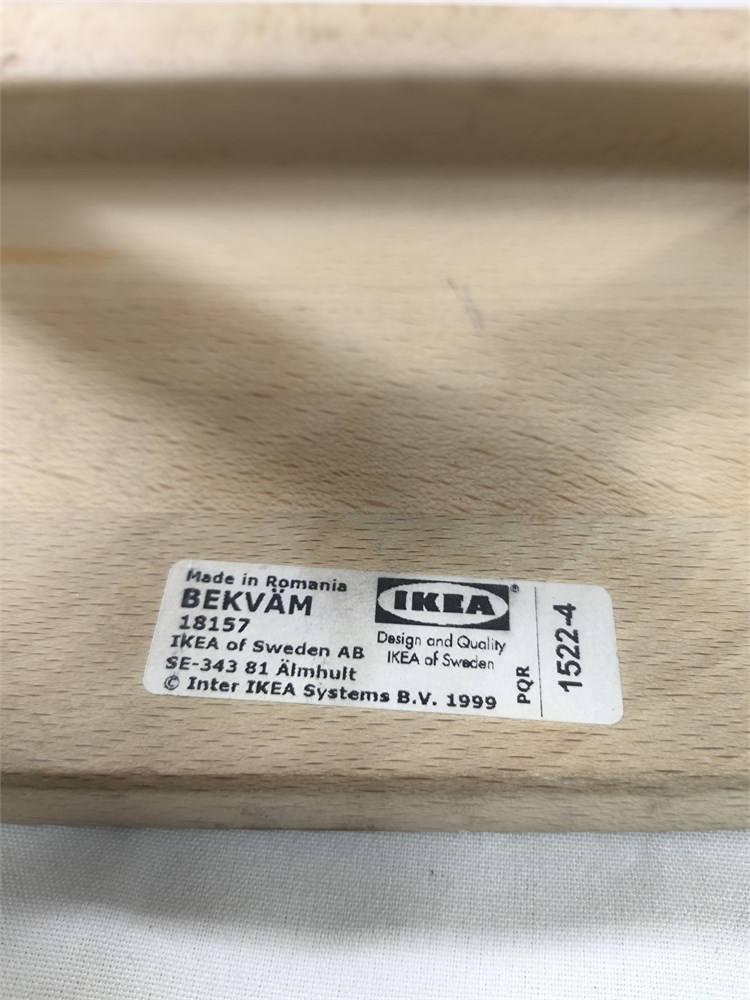 Made in Romania
BEKVÄM
18157
IKEA of Sweden AB
SE-343 81 Älmhult
© Inter IKEA Systems B.V. 1999
IKEA®
Design and Quality
IKEA of Sweden
PQR
1522-4